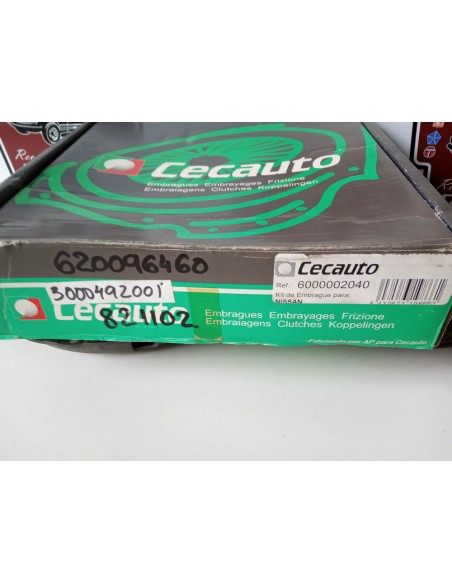 Cecauto
Embragues Embrayages Frizione
Embraiagens Clutches Koppelingen
620096460
Cecauto
Ref.: 6000002040
Kit de Embrague para:
NISSAN
3000492001
Cecauto
821102
Embragues Embrayages Frizione
Embraiagens Clutches Koppelingen
Fabricado por AP para Cecauto